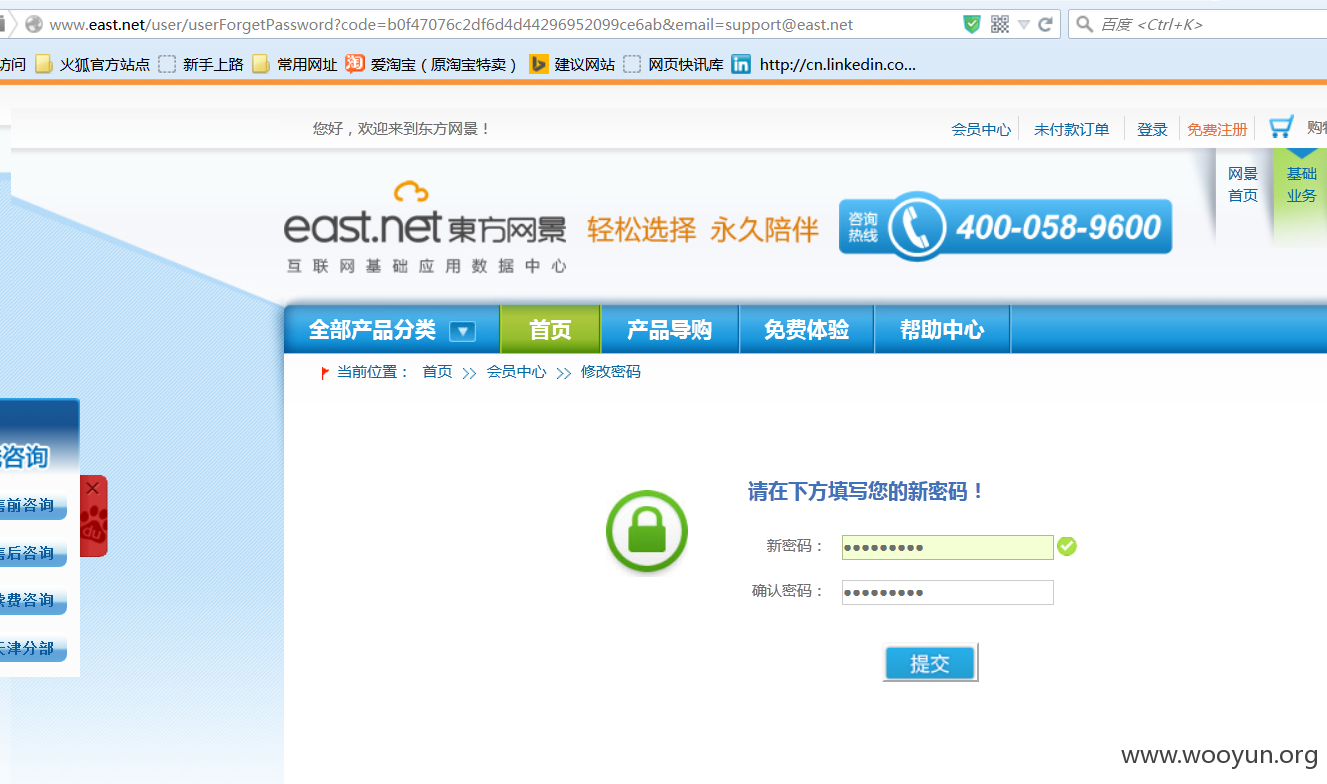 www.east.net/user/userForgetPassword?code=b0f47076c2df6d4d44296952099ce6ab&email=support@east.net
百度 <Ctrl+K>
访问 火狐官方站点 新手上路 常用网址 淘 爱淘宝（原淘宝特卖） 建议网站 网页快讯库 in http://cn.linkedin.co...
您好，欢迎来到东方网景！
会员中心 未付款订单 登录 免费注册 购物
网景首页
基础业务
east.net 東方网景
互联网基础应用数据中心
轻松选择 永久陪伴
咨询热线 400-058-9600
全部产品分类 首页 产品导购 免费体验 帮助中心
当前位置： 首页 >> 会员中心 >> 修改密码
咨询
售前咨询
售后咨询
续费咨询
天津分部
du
请在下方填写您的新密码！
新密码： ●●●●●●●●●
确认密码： ●●●●●●●●●
提交
www.wooyun.org